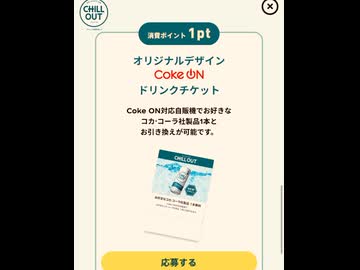 CHILL
OUT
消費ポイント 1pt
オリジナルデザイン
Coke ON
ドリンクチケット
Coke ON対応自販機でお好きな
コカ·コーラ社製品1本と
お引き換えが可能です。
CHILL OUT
応募する